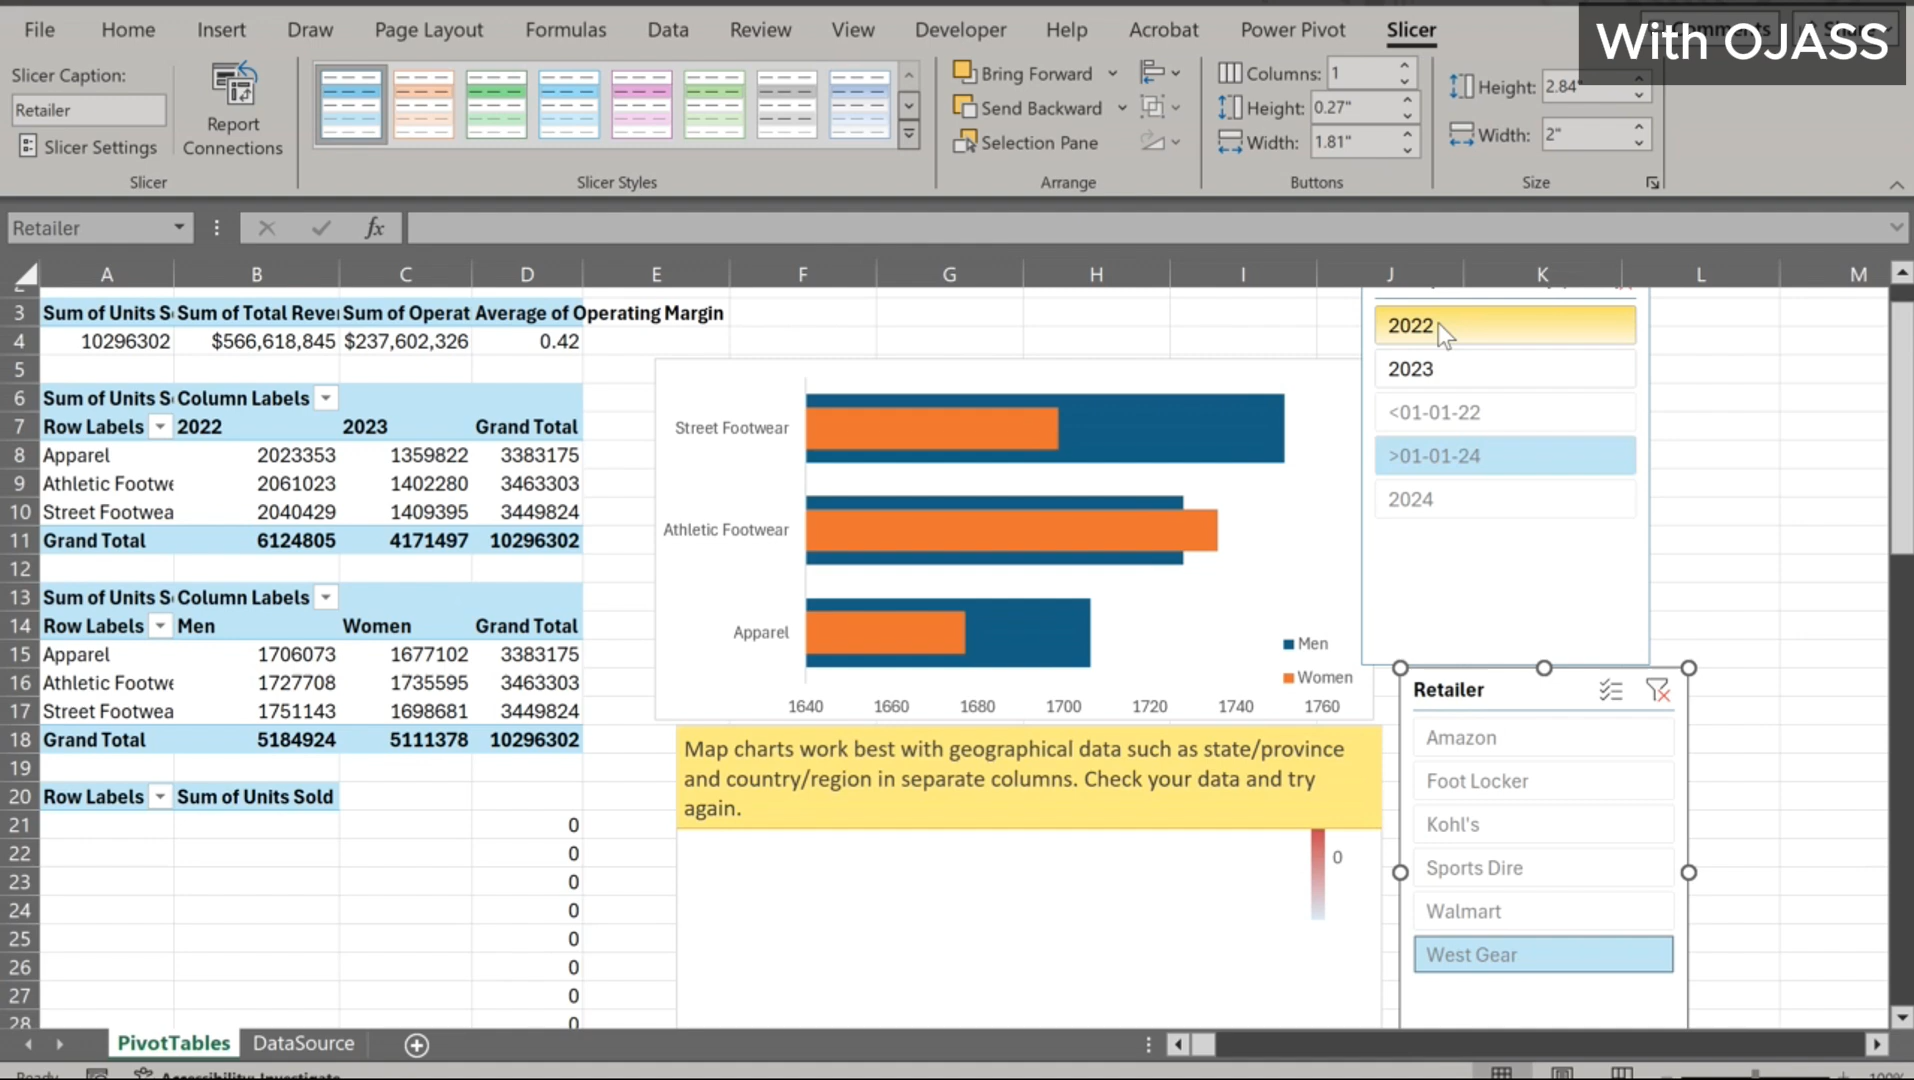 File Home Insert Draw Page Layout Formulas Data Review View Developer Help Acrobat Power Pivot Slicer
With OJASS
Slicer Caption:
Retailer
Slicer Settings
Report
Connections
Slicer
Slicer Styles
Bring Forward
Send Backward
Selection Pane
Arrange
Columns: 1
Height: 0.27"
Width: 1.81"
Buttons
Height: 2.84"
Width: 2"
Size
Retailer
fx
A B C D E F G H I J K L M
3 Sum of Units S Sum of Total Reve Sum of Operat Average of Operating Margin
4 10296302 $566,618,845 $237,602,326 0.42
5
6 Sum of Units S Column Labels
7 Row Labels 2022 2023 Grand Total
8 Apparel 2023353 1359822 3383175
9 Athletic Footwe 2061023 1402280 3463303
10 Street Footwea 2040429 1409395 3449824
11 Grand Total 6124805 4171497 10296302
12
13 Sum of Units S Column Labels
14 Row Labels Men Women Grand Total
15 Apparel 1706073 1677102 3383175
16 Athletic Footwe 1727708 1735595 3463303
17 Street Footwea 1751143 1698681 3449824
18 Grand Total 5184924 5111378 10296302
19
20 Row Labels Sum of Units Sold
21 0
22 0
23 0
24 0
25 0
26 0
27 0
28 0
Street Footwear
Athletic Footwear
Apparel
Men
Women
1640 1660 1680 1700 1720 1740 1760
Map charts work best with geographical data such as state/province
and country/region in separate columns. Check your data and try
again.
0
2022
2023
<01-01-22
>01-01-24
2024
Retailer
Amazon
Foot Locker
Kohl's
Sports Dire
Walmart
West Gear
PivotTables DataSource
Ready Accessibility: Investigate 100%